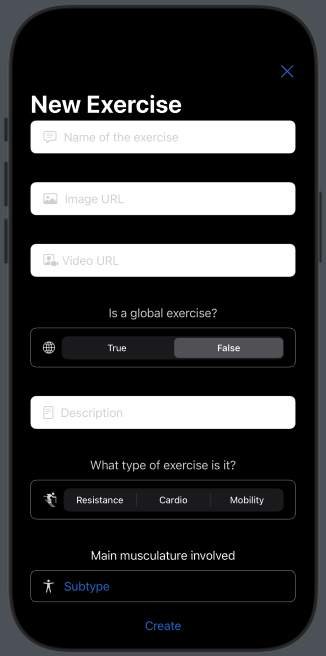 New Exercise
Name of the exercise
Image URL
Video URL
Is a global exercise?
True False
Description
What type of exercise is it?
Resistance Cardio Mobility
Main musculature involved
Subtype
Create